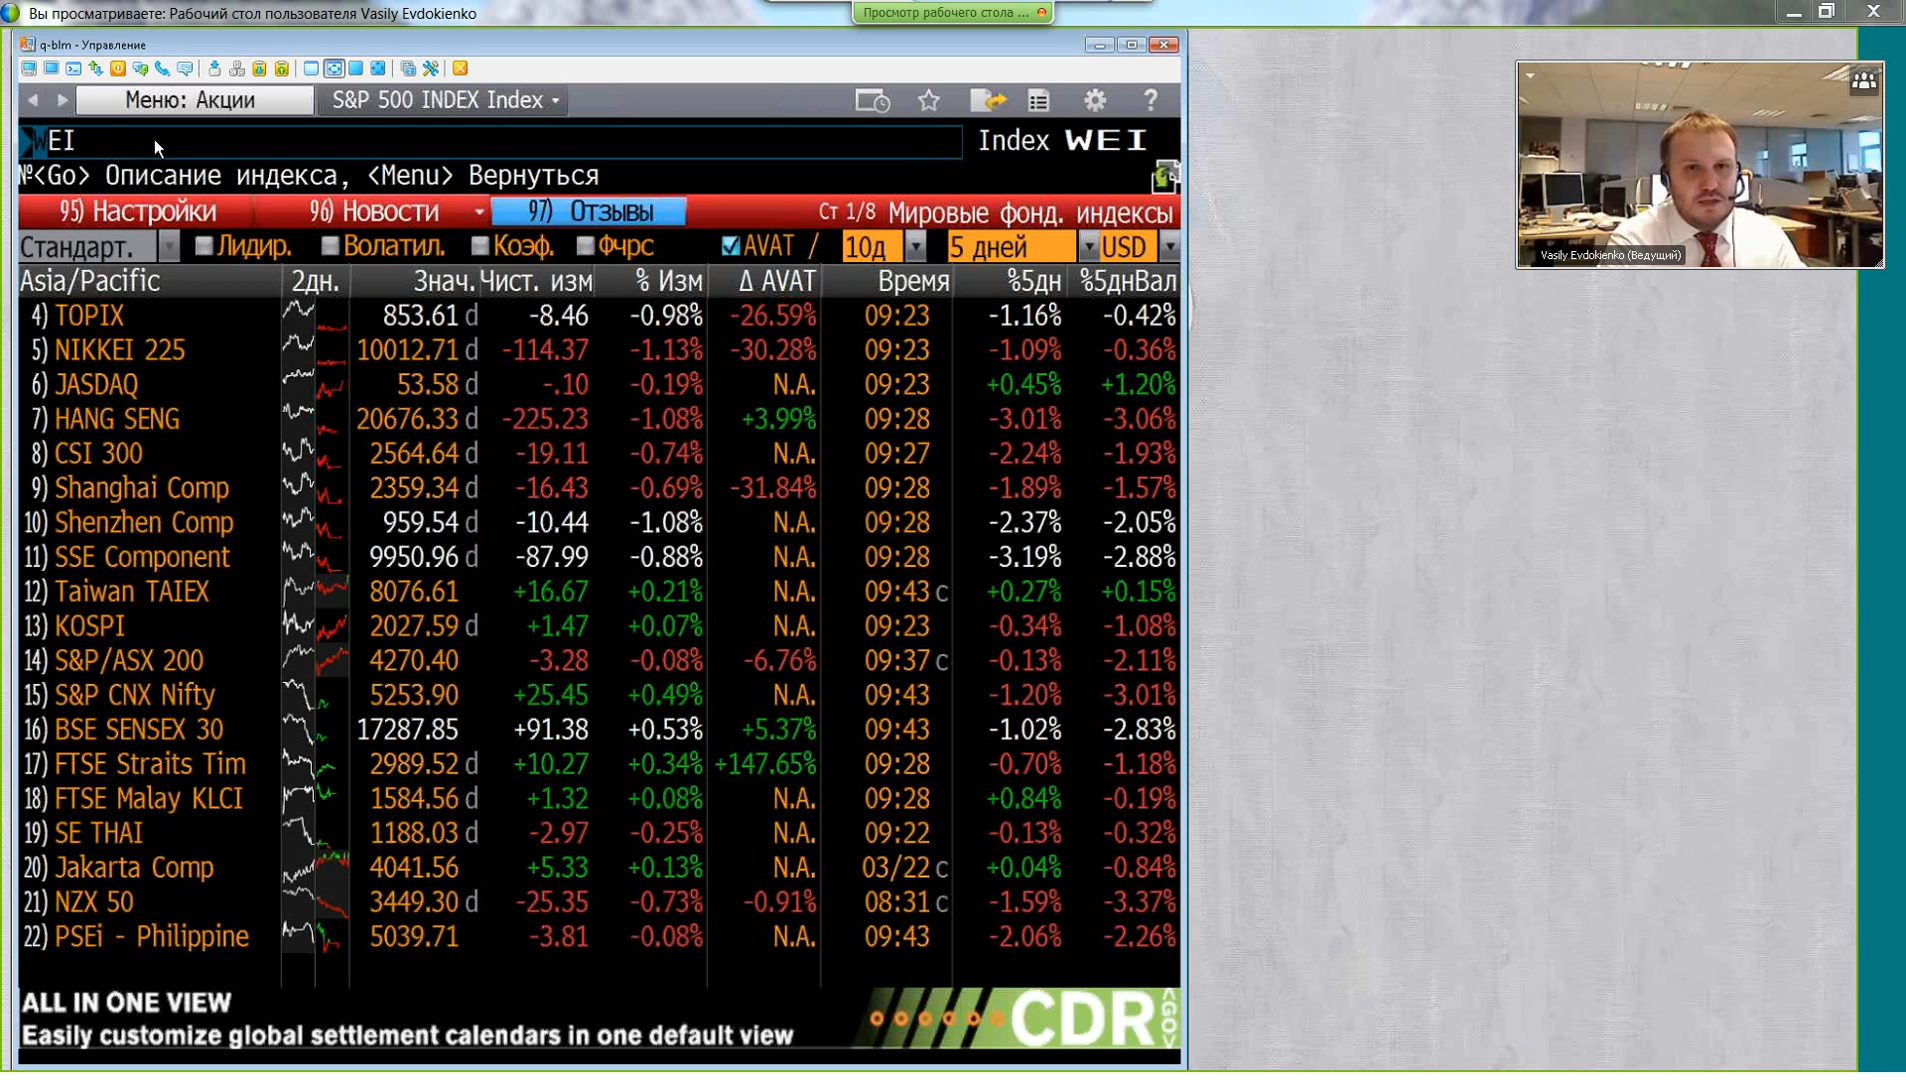 Вы просматриваете: Рабочий стол пользователя Vasily Evdokienko
Просмотр рабочего стола ...
q-blm - Управление
Меню: Акции
S&P 500 INDEX Index
WEI
Index WEI
№<Go> Описание индекса, <Menu> Вернуться
95) Настройки 96) Новости 97) Отзывы Ст 1/8 Мировые фонд. индексы
Стандарт. Лидир. Волатил. Коэф. Фчрс AVAT / 10д 5 дней USD
Asia/Pacific 2дн. Знач. Чист. изм % Изм Δ AVAT Время %5дн %5днВал
4) TOPIX 853.61 d -8.46 -0.98% -26.59% 09:23 -1.16% -0.42%
5) NIKKEI 225 10012.71 d -114.37 -1.13% -30.28% 09:23 -1.09% -0.36%
6) JASDAQ 53.58 d -.10 -0.19% N.A. 09:23 +0.45% +1.20%
7) HANG SENG 20676.33 d -225.23 -1.08% +3.99% 09:28 -3.01% -3.06%
8) CSI 300 2564.64 d -19.11 -0.74% N.A. 09:27 -2.24% -1.93%
9) Shanghai Comp 2359.34 d -16.43 -0.69% -31.84% 09:28 -1.89% -1.57%
10) Shenzhen Comp 959.54 d -10.44 -1.08% N.A. 09:28 -2.37% -2.05%
11) SSE Component 9950.96 d -87.99 -0.88% N.A. 09:28 -3.19% -2.88%
12) Taiwan TAIEX 8076.61 +16.67 +0.21% N.A. 09:43 c +0.27% +0.15%
13) KOSPI 2027.59 d +1.47 +0.07% N.A. 09:23 -0.34% -1.08%
14) S&P/ASX 200 4270.40 -3.28 -0.08% -6.76% 09:37 c -0.13% -2.11%
15) S&P CNX Nifty 5253.90 +25.45 +0.49% N.A. 09:43 -1.20% -3.01%
16) BSE SENSEX 30 17287.85 +91.38 +0.53% +5.37% 09:43 -1.02% -2.83%
17) FTSE Straits Tim 2989.52 d +10.27 +0.34% +147.65% 09:28 -0.70% -1.18%
18) FTSE Malay KLCI 1584.56 d +1.32 +0.08% N.A. 09:28 +0.84% -0.19%
19) SE THAI 1188.03 d -2.97 -0.25% N.A. 09:22 -0.13% -0.32%
20) Jakarta Comp 4041.56 +5.33 +0.13% N.A. 03/22 c +0.04% -0.84%
21) NZX 50 3449.30 d -25.35 -0.73% -0.91% 08:31 c -1.59% -3.37%
22) PSEi - Philippine 5039.71 -3.81 -0.08% N.A. 09:43 -2.06% -2.26%
ALL IN ONE VIEW
Easily customize global settlement calendars in one default view
CDR <GO>
Vasily Evdokienko (Ведущий)